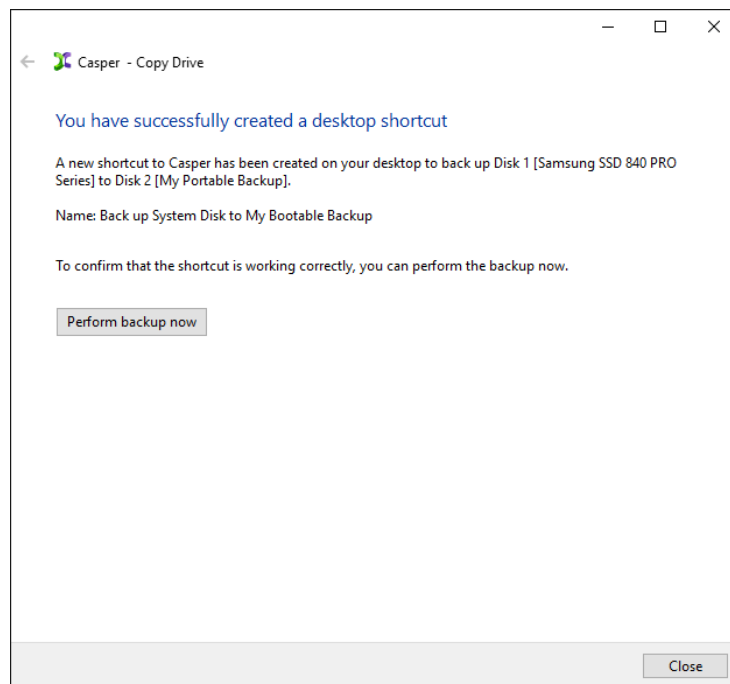 Casper - Copy Drive
You have successfully created a desktop shortcut
A new shortcut to Casper has been created on your desktop to back up Disk 1 [Samsung SSD 840 PRO
Series] to Disk 2 [My Portable Backup].
Name: Back up System Disk to My Bootable Backup
To confirm that the shortcut is working correctly, you can perform the backup now.
Perform backup now
Close